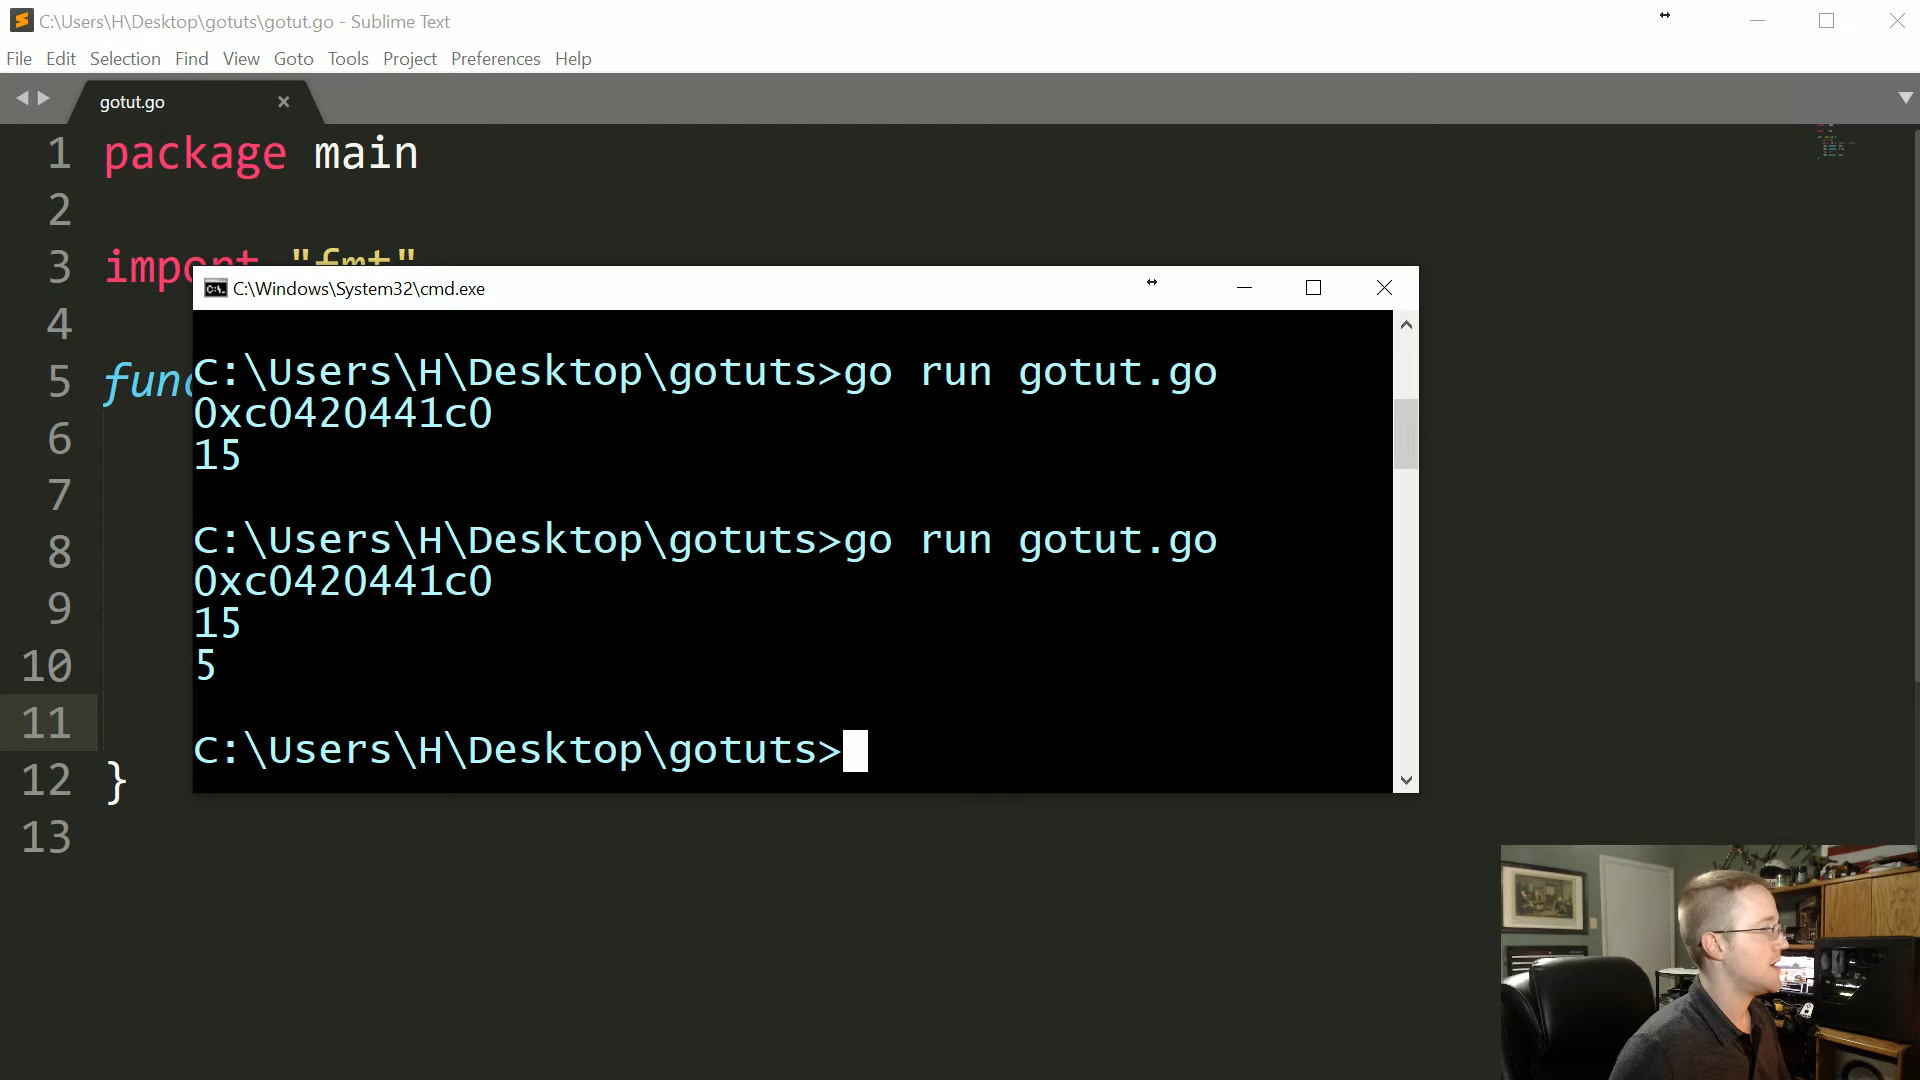 C:\Users\H\Desktop\gotuts\gotut.go - Sublime Text
File Edit Selection Find View Goto Tools Project Preferences Help
gotut.go
1 package main
2
3 import "fmt"
4
5 func
6
7
8
9
10
11
12 }
13
C:\Windows\System32\cmd.exe
C:\Users\H\Desktop\gotuts>go run gotut.go
0xc0420441c0
15
C:\Users\H\Desktop\gotuts>go run gotut.go
0xc0420441c0
15
5
C:\Users\H\Desktop\gotuts>